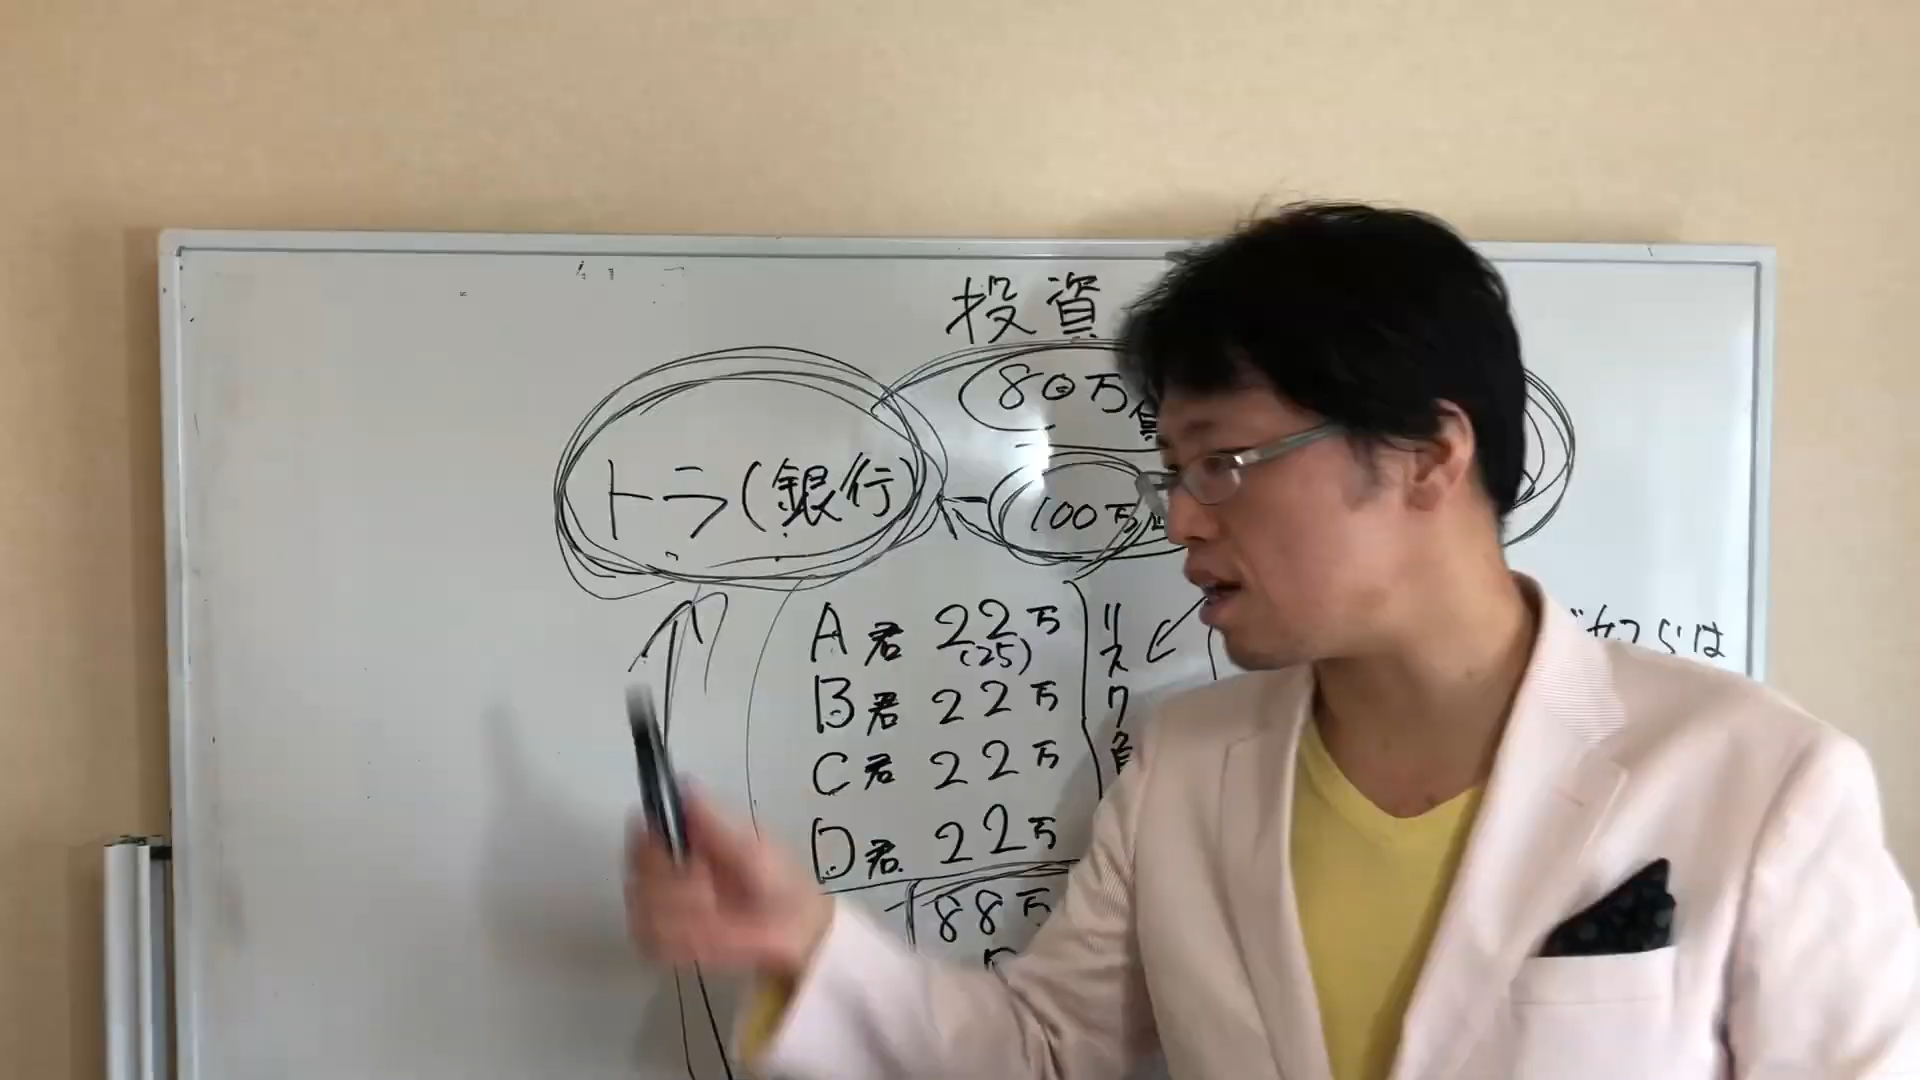 投資
80万
トラ(銀行)
100万
A君 22万
(25)
B君 22万
C君 22万
D君 22万
88万
リスク
らは